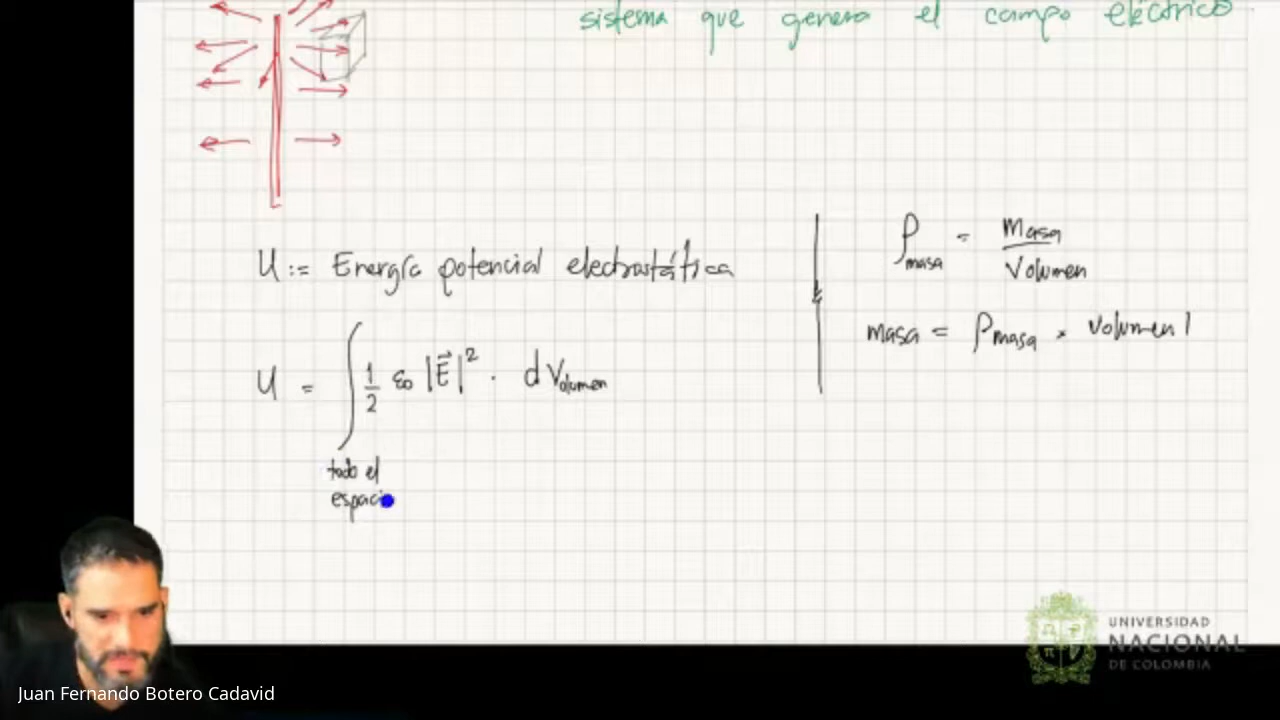 sistema que genera el campo eléctrico
U := Energía potencial electrostática
U = ∫ 1/2 ε0 |E⃗|² · d Volumen
todo el
espacio
ρmasa = Masa / Volumen
masa = ρmasa * Volumen
UNIVERSIDAD
NACIONAL
DE COLOMBIA
Juan Fernando Botero Cadavid